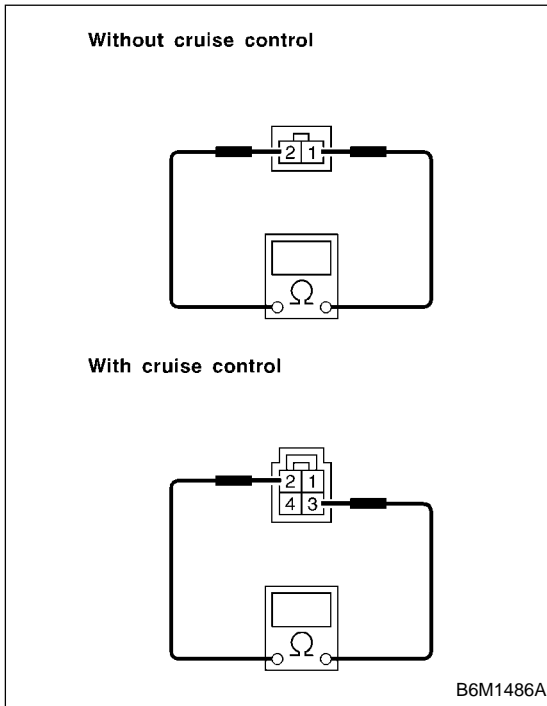 Without cruise control
2 1
Ω
With cruise control
2 1
4 3
Ω
B6M1486A